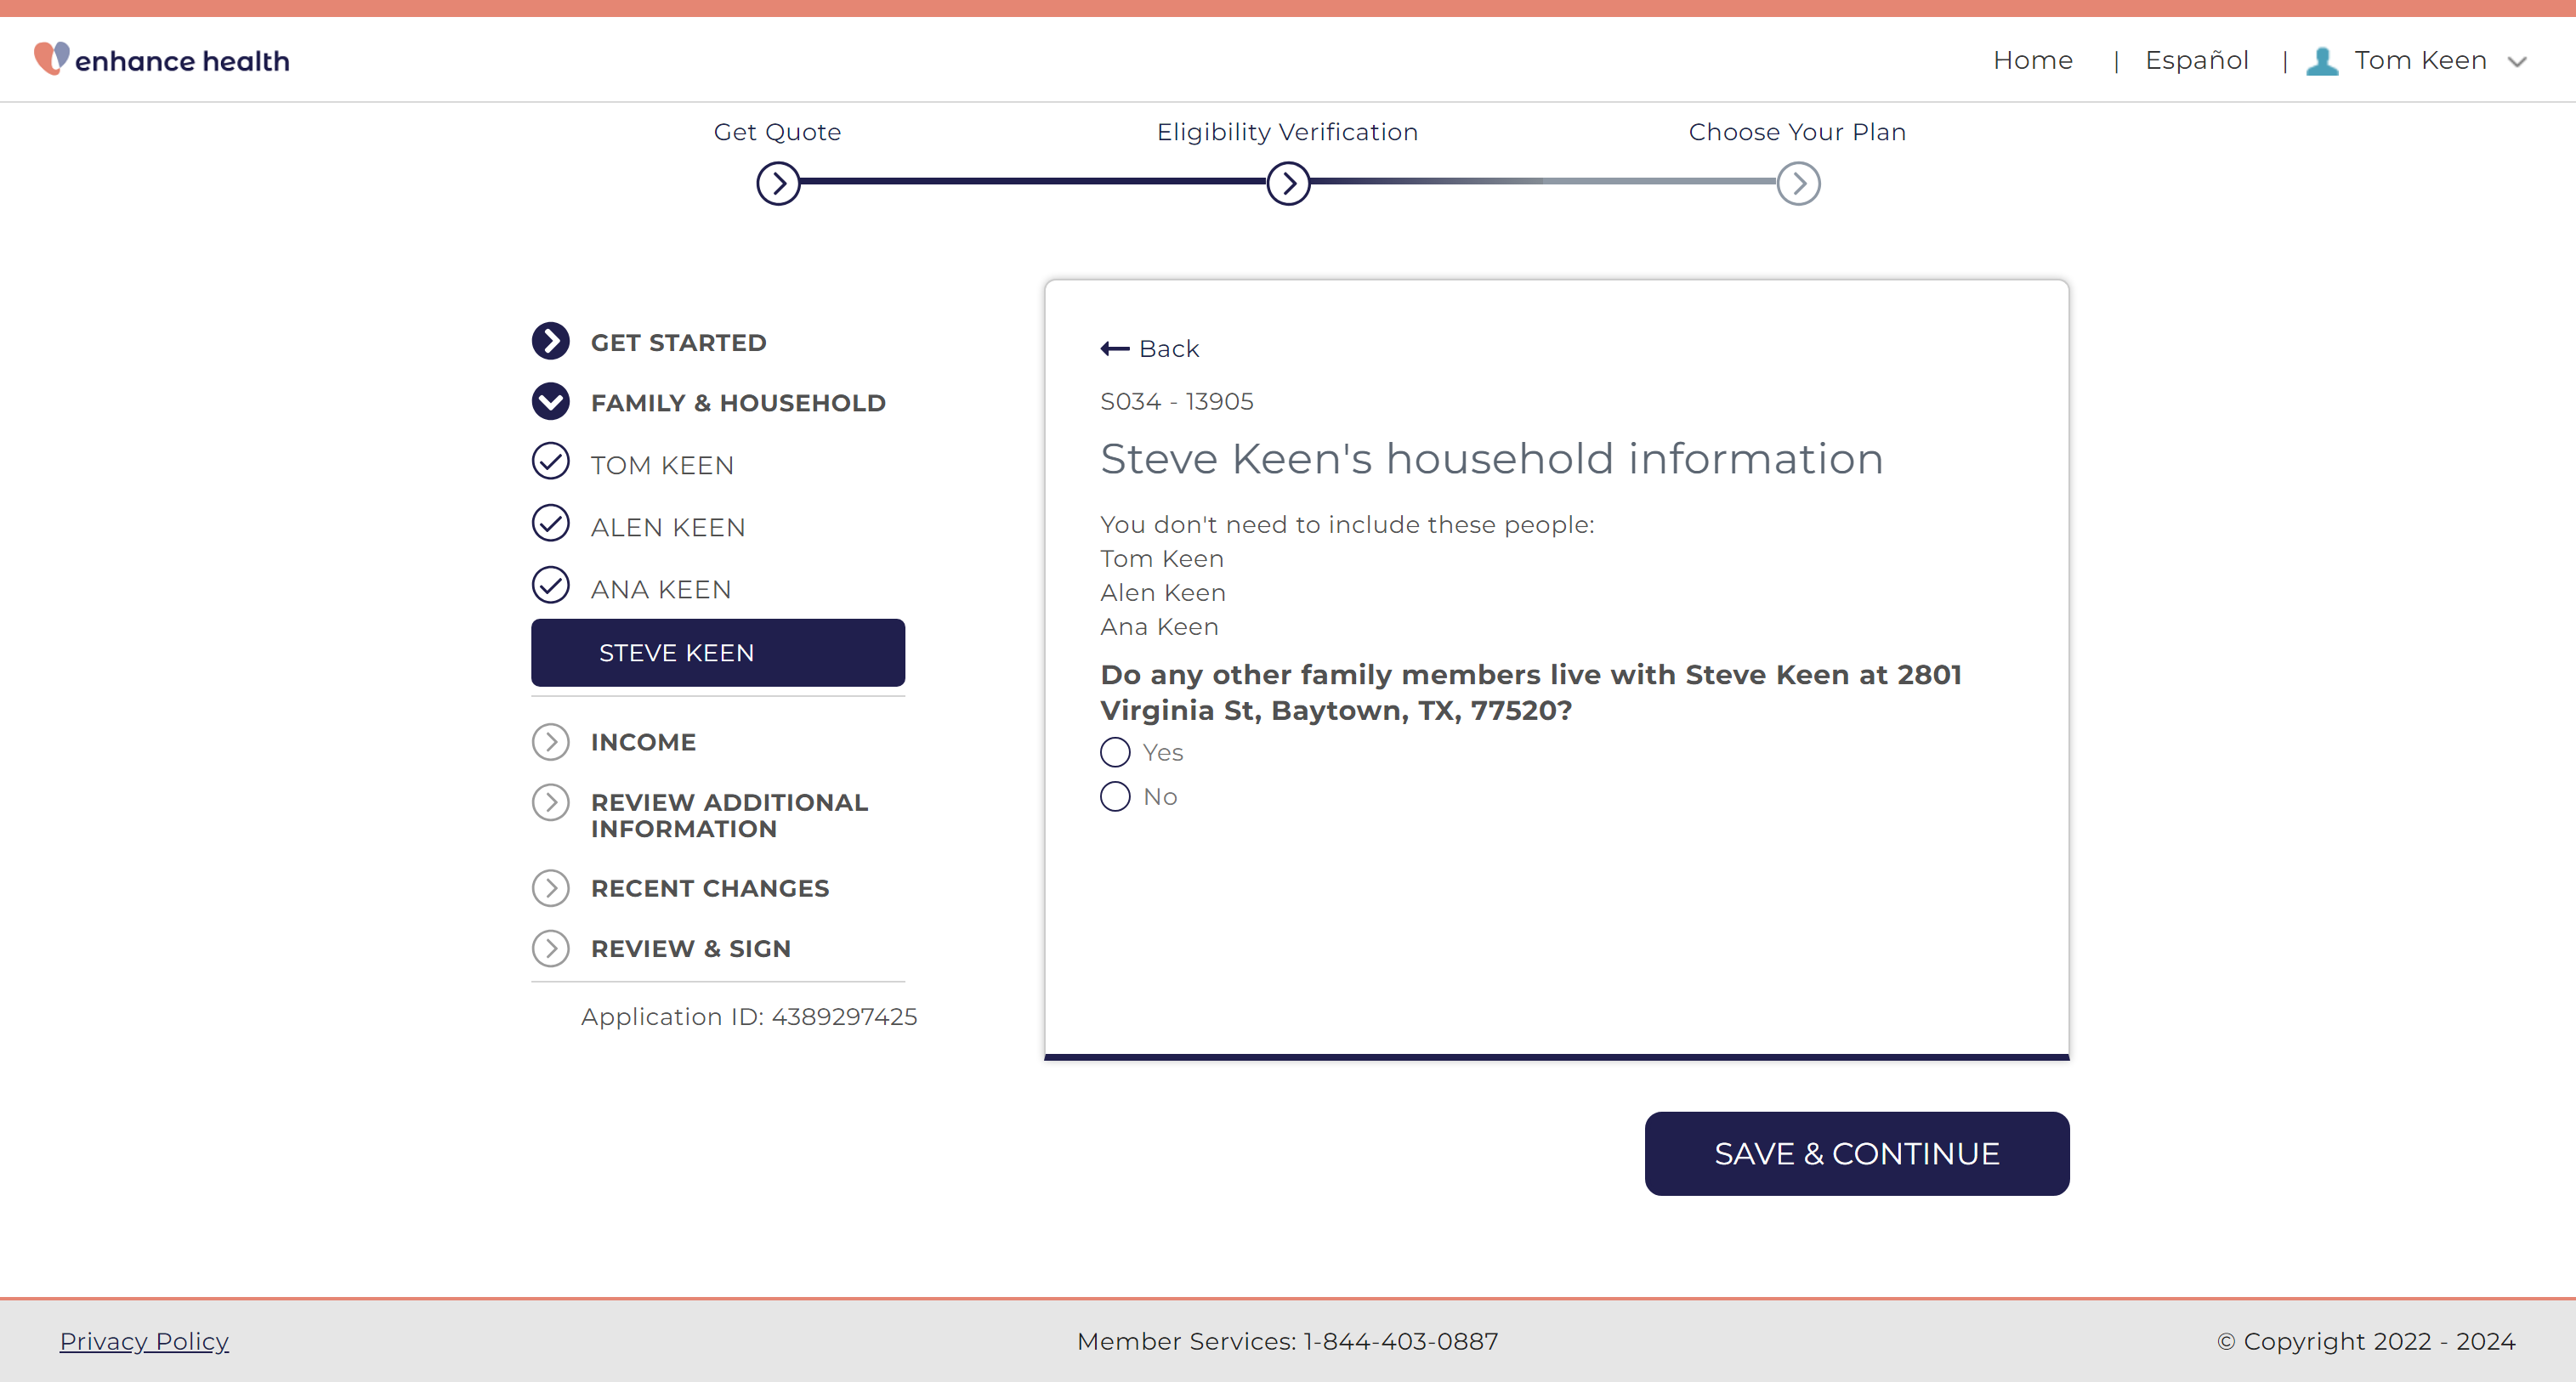 enhance health
Home | Español | Tom Keen
Get Quote
Eligibility Verification
Choose Your Plan
GET STARTED
FAMILY & HOUSEHOLD
TOM KEEN
ALEN KEEN
ANA KEEN
STEVE KEEN
INCOME
REVIEW ADDITIONAL
INFORMATION
RECENT CHANGES
REVIEW & SIGN
Application ID: 4389297425
Back
S034 - 13905
Steve Keen's household information
You don't need to include these people:
Tom Keen
Alen Keen
Ana Keen
Do any other family members live with Steve Keen at 2801
Virginia St, Baytown, TX, 77520?
Yes
No
SAVE & CONTINUE
Privacy Policy
Member Services: 1-844-403-0887
© Copyright 2022 - 2024